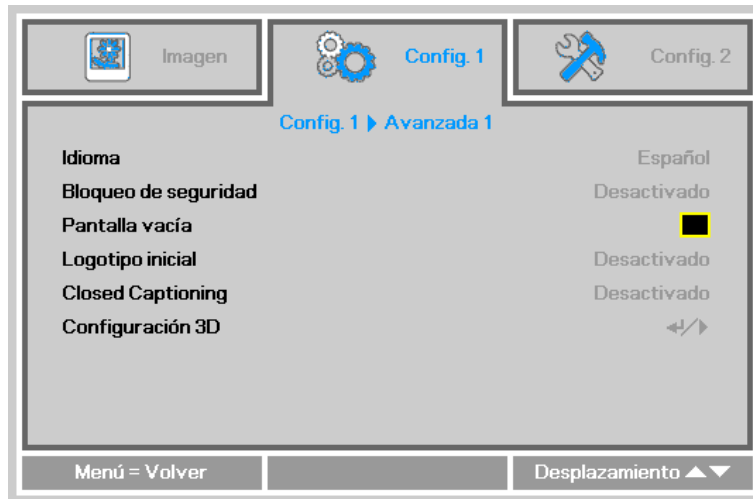 Imagen
Config. 1
Config. 2
Config. 1 Avanzada 1
Idioma Español
Bloqueo de seguridad Desactivado
Pantalla vacía
Logotipo inicial Desactivado
Closed Captioning Desactivado
Configuración 3D
Menú = Volver
Desplazamiento